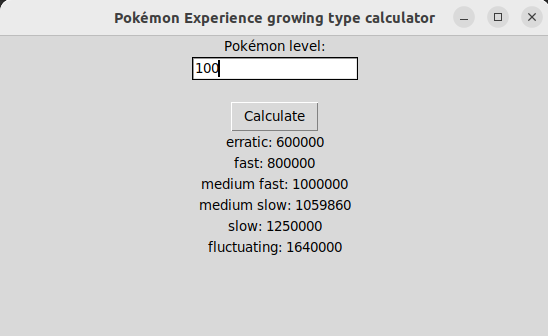 Pokémon Experience growing type calculator
Pokémon level:
100
Calculate
erratic: 600000
fast: 800000
medium fast: 1000000
medium slow: 1059860
slow: 1250000
fluctuating: 1640000